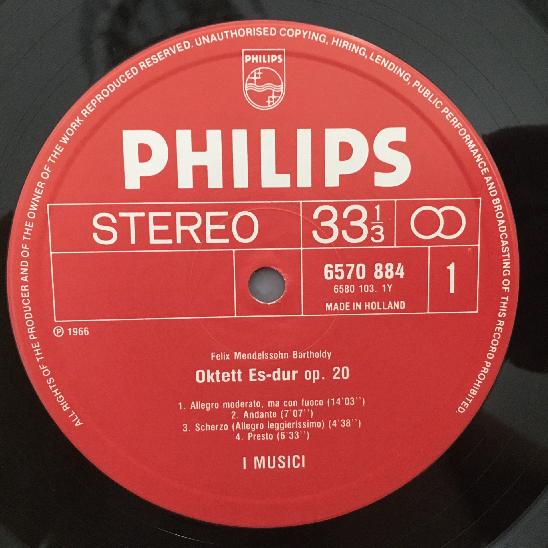 ALL RIGHTS OF THE PRODUCER AND OF THE OWNER OF THE WORK REPRODUCED RESERVED. UNAUTHORISED COPYING, HIRING, LENDING, PUBLIC PERFORMANCE AND BROADCASTING OF THIS RECORD PROHIBITED.
PHILIPS
PHILIPS
STEREO 33 1/3
6570 884 1
6580 103. 1Y
MADE IN HOLLAND
℗ 1966
Felix Mendelssohn Bartholdy
Oktett Es-dur op. 20
1. Allegro moderato, ma con fuoco (14'03'')
2. Andante (7'07'')
3. Scherzo (Allegro leggierissimo) (4'38'')
4. Presto (5'33'')
I MUSICI